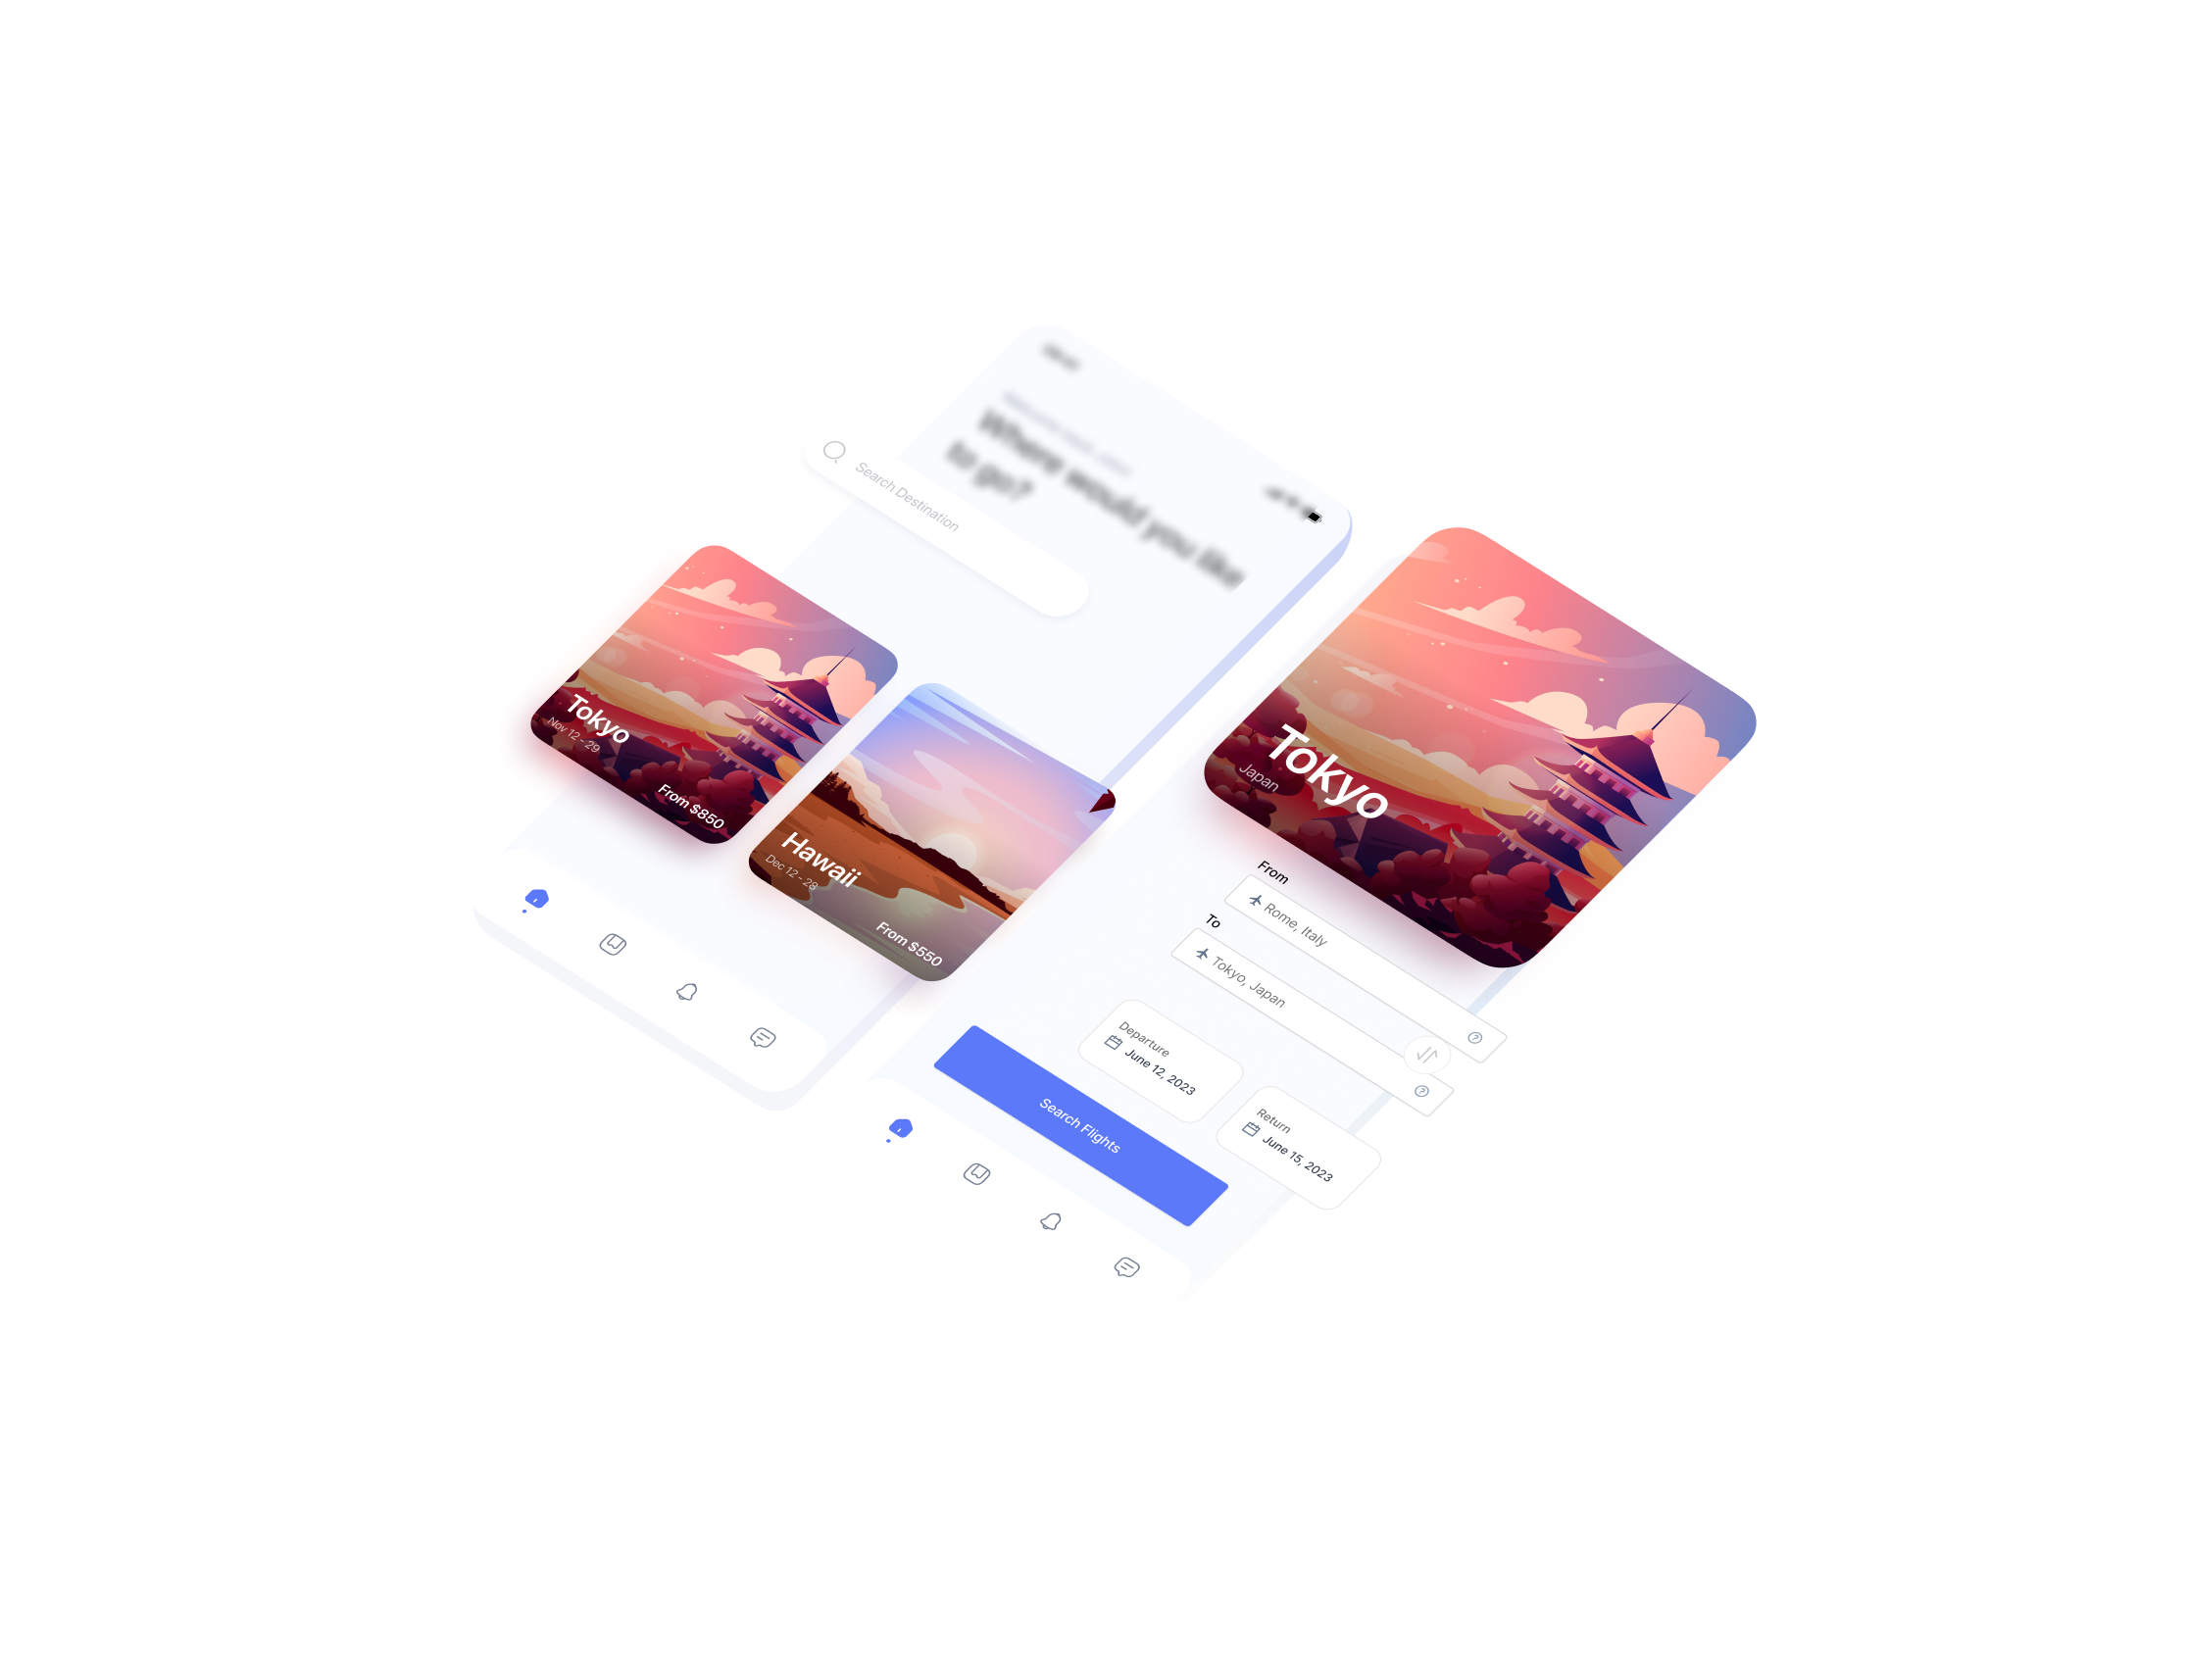 Where would you like
to go?
Search Destination
Tokyo
Nov 12 - 29
From $850
Hawaii
Dec 12 - 28
From $550
Tokyo
Japan
From
Rome, Italy
To
Tokyo, Japan
Departure
June 12, 2023
Return
June 15, 2023
Search Flights